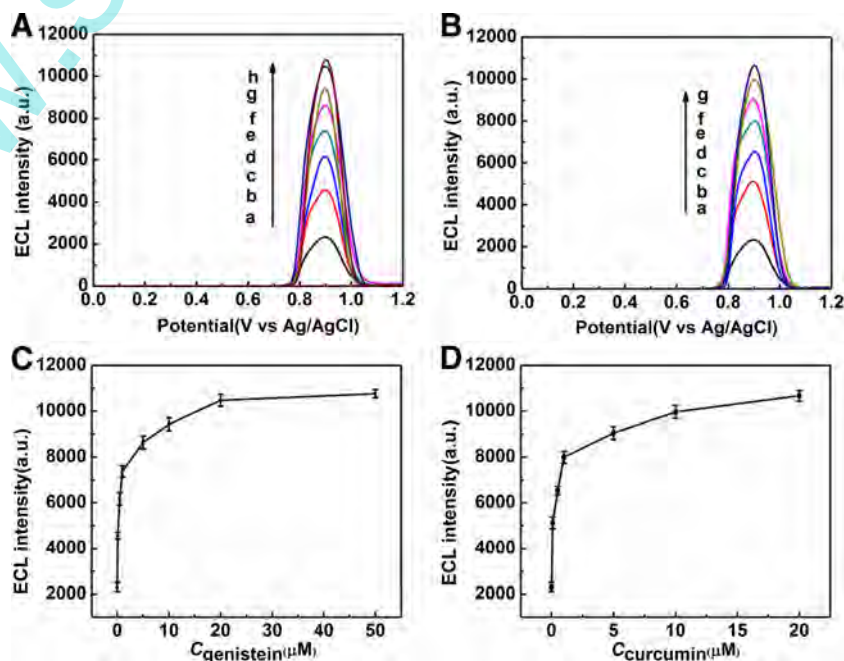 A
12000
10000
8000
6000
4000
2000
0
ECL intensity (a.u.)
h
g
f
e
d
c
b
a
0.0 0.2 0.4 0.6 0.8 1.0 1.2
Potential(V vs Ag/AgCl)
B
12000
10000
8000
6000
4000
2000
0
ECL intensity (a.u.)
g
f
e
d
c
b
a
0.0 0.2 0.4 0.6 0.8 1.0 1.2
Potential(V vs Ag/AgCl)
C
12000
10000
8000
6000
4000
2000
ECL intensity(a.u.)
0 10 20 30 40 50
Cgenistein(μM)
D
12000
10000
8000
6000
4000
2000
ECL intensity(a.u.)
0 5 10 15 20
Ccurcumin(μM)